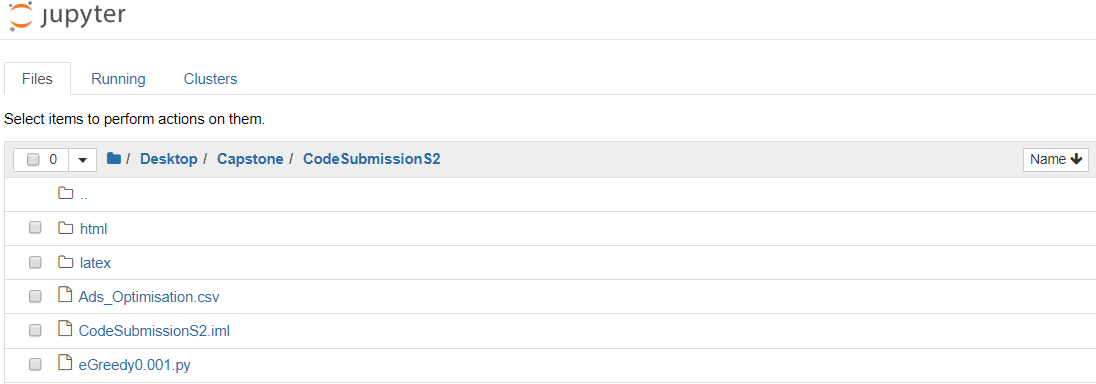 jupyter
Files Running Clusters
Select items to perform actions on them.
0 / Desktop / Capstone / CodeSubmissionS2 Name
..
html
latex
Ads_Optimisation.csv
CodeSubmissionS2.iml
eGreedy0.001.py